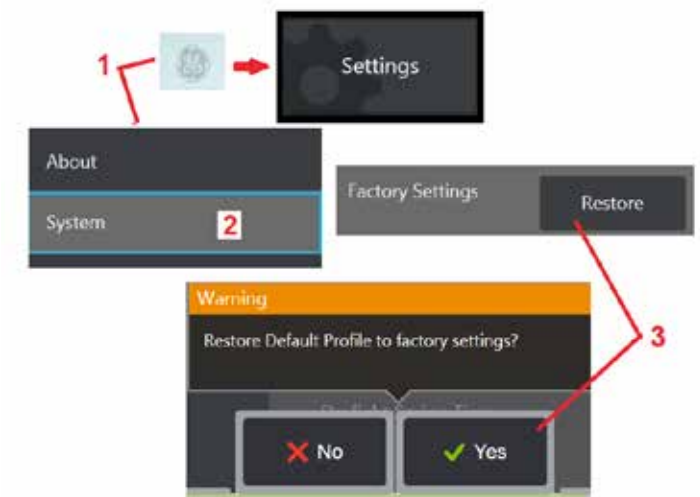 1
Settings
About
System
2
Factory Settings
Restore
Warning
Restore Default Profile to factory settings?
3
No
Yes